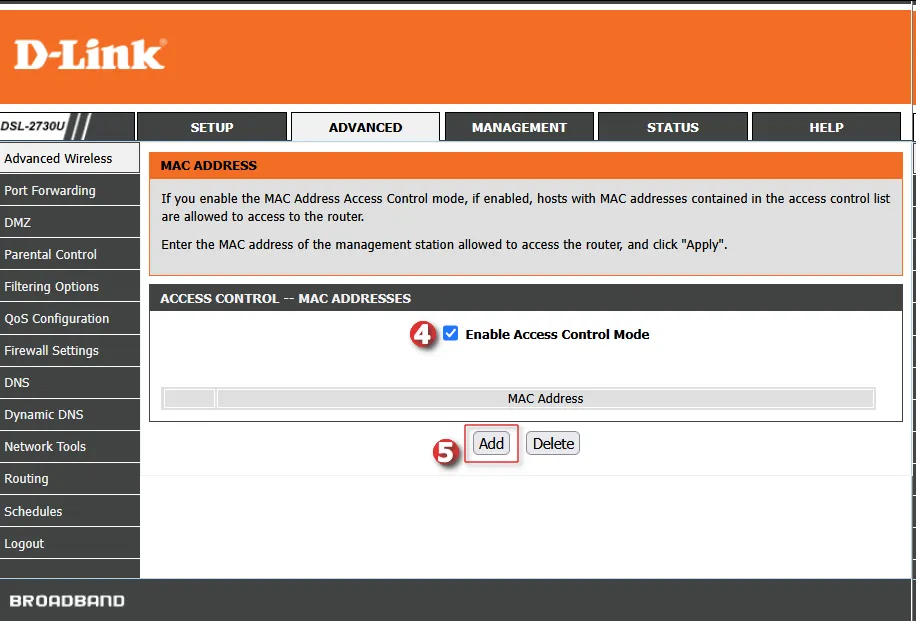 D-Link
DSL-2730U
SETUP
ADVANCED
MANAGEMENT
STATUS
HELP
Advanced Wireless
Port Forwarding
DMZ
Parental Control
Filtering Options
QoS Configuration
Firewall Settings
DNS
Dynamic DNS
Network Tools
Routing
Schedules
Logout
MAC ADDRESS
If you enable the MAC Address Access Control mode, if enabled, hosts with MAC addresses contained in the access control list
are allowed to access to the router.
Enter the MAC address of the management station allowed to access the router, and click "Apply".
ACCESS CONTROL -- MAC ADDRESSES
4 Enable Access Control Mode
MAC Address
5 Add Delete
BROADBAND